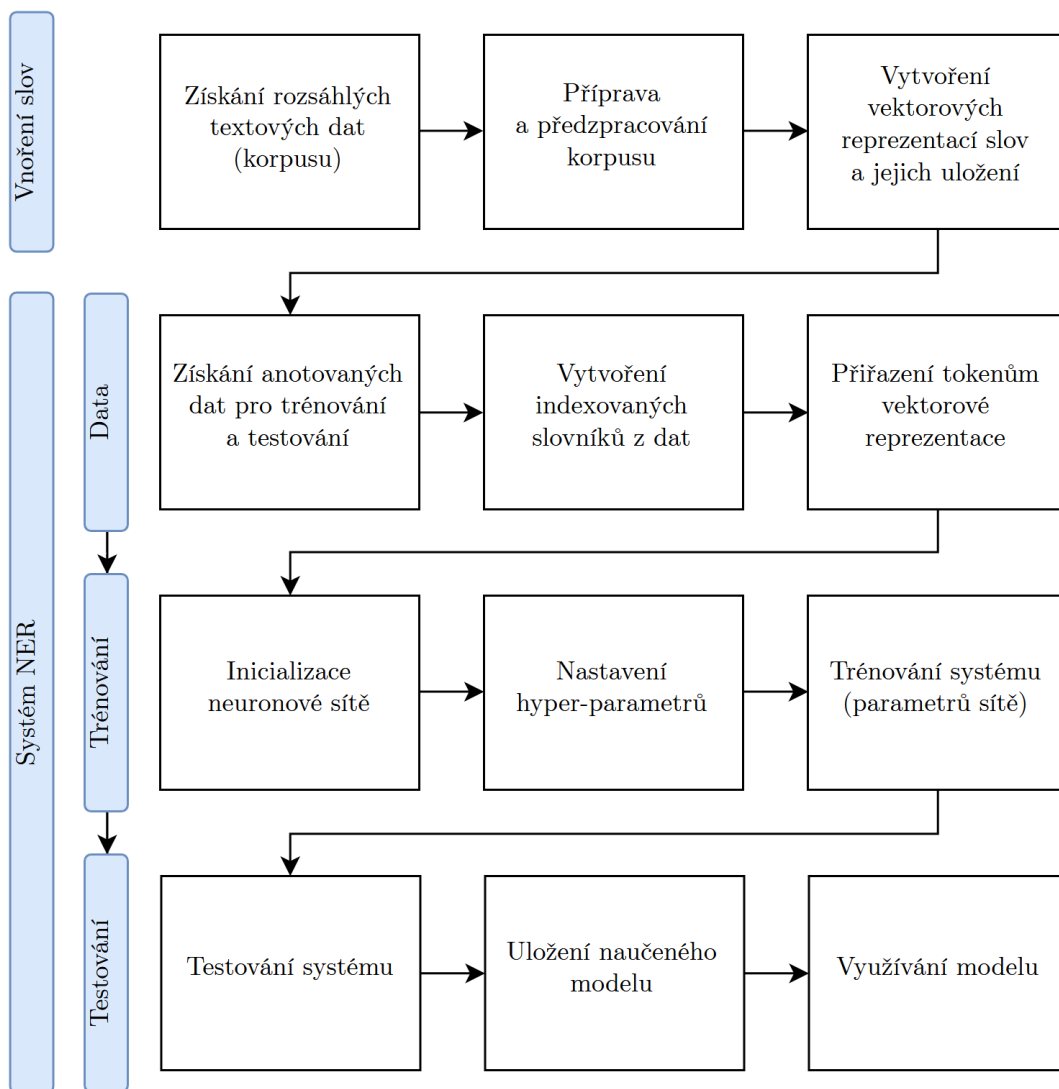 Vnoření slov
Získání rozsáhlých
textových dat
(korpusu)
Příprava
a předzpracování
korpusu
Vytvoření
vektorových
reprezentací slov
a jejich uložení
Systém NER
Data
Získání anotovaných
dat pro trénování
a testování
Vytvoření
indexovaných
slovníků z dat
Přiřazení tokenům
vektorové
reprezentace
Trénování
Inicializace
neuronové sítě
Nastavení
hyper-parametrů
Trénování systému
(parametrů sítě)
Testování
Testování systému
Uložení naučeného
modelu
Využívání modelu